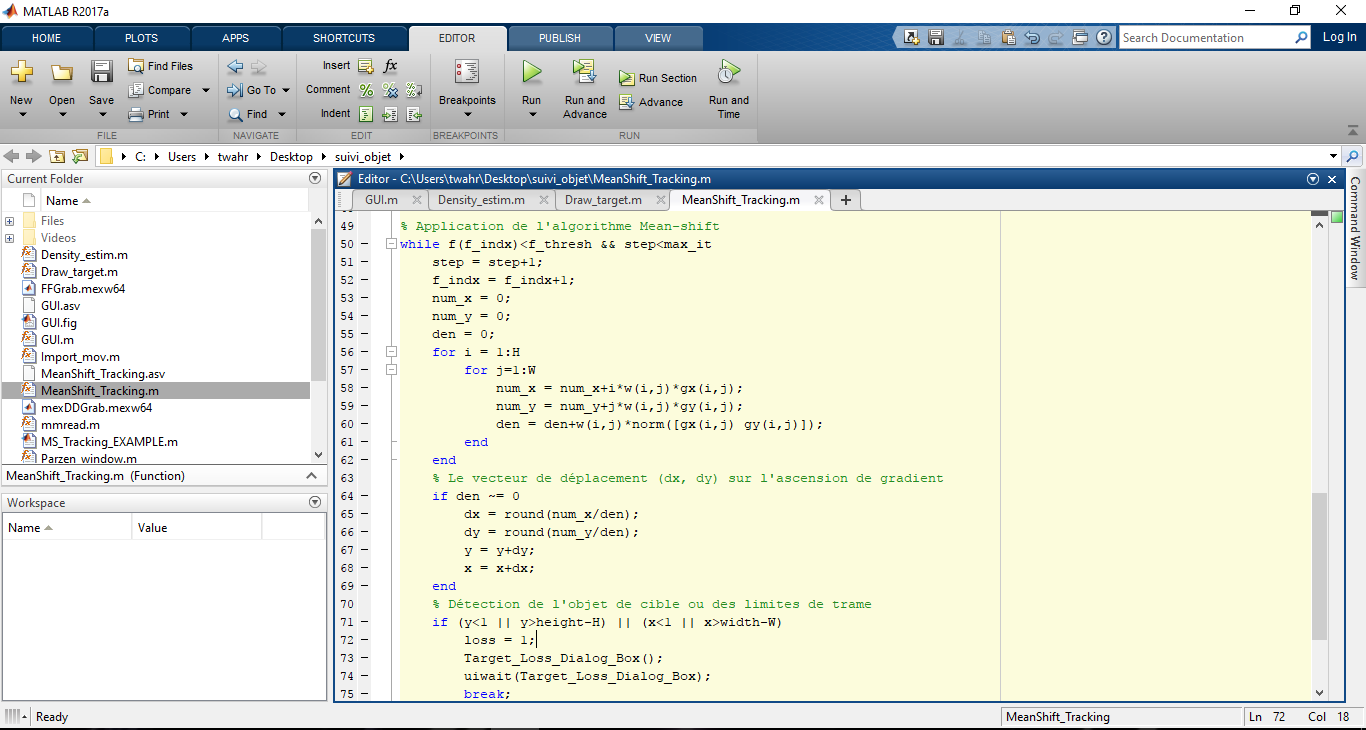 MATLAB R2017a
HOME PLOTS APPS SHORTCUTS EDITOR PUBLISH VIEW
Search Documentation
Log In
New
Open
Save
Find Files
Compare
Print
FILE
Go To
Find
NAVIGATE
Insert fx
Comment
Indent
EDIT
Breakpoints
BREAKPOINTS
Run
Run and Advance
Run Section
Advance
Run and Time
RUN
C: Users twahr Desktop suivi_objet
Current Folder
Name
Files
Videos
Density_estim.m
Draw_target.m
FFGrab.mexw64
GUI.asv
GUI.fig
GUI.m
Import_mov.m
MeanShift_Tracking.asv
MeanShift_Tracking.m
mexDDGrab.mexw64
mmread.m
MS_Tracking_EXAMPLE.m
Parzen_window.m
MeanShift_Tracking.m (Function)
Workspace
Name Value
Editor - C:\Users\twahr\Desktop\suivi_objet\MeanShift_Tracking.m
GUI.m Density_estim.m Draw_target.m MeanShift_Tracking.m +
49 % Application de l'algorithme Mean-shift
50 – while f(f_indx)<f_thresh && step<max_it
51 – step = step+1;
52 – f_indx = f_indx+1;
53 – num_x = 0;
54 – num_y = 0;
55 – den = 0;
56 – for i = 1:H
57 – for j=1:W
58 – num_x = num_x+i*w(i,j)*gx(i,j);
59 – num_y = num_y+j*w(i,j)*gy(i,j);
60 – den = den+w(i,j)*norm([gx(i,j) gy(i,j)]);
61 – end
62 – end
63 % Le vecteur de déplacement (dx, dy) sur l'ascension de gradient
64 – if den ~= 0
65 – dx = round(num_x/den);
66 – dy = round(num_y/den);
67 – y = y+dy;
68 – x = x+dx;
69 – end
70 % Détection de l'objet de cible ou des limites de trame
71 – if (y<1 || y>height-H) || (x<1 || x>width-W)
72 – loss = 1;
73 – Target_Loss_Dialog_Box();
74 – uiwait(Target_Loss_Dialog_Box);
75 – break;
Command Window
Ready
MeanShift_Tracking
Ln 72 Col 18